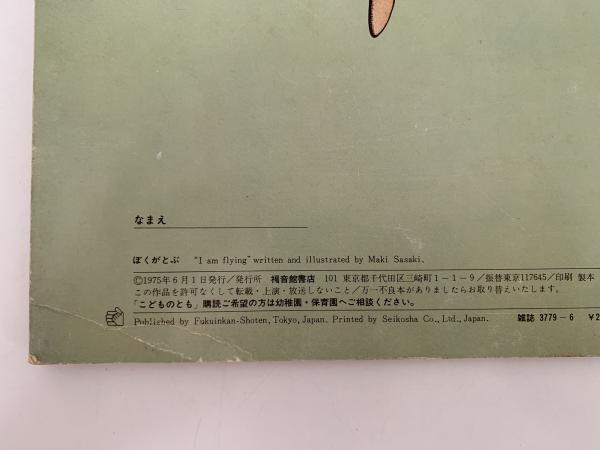 なまえ
ぼくがとぶ "I am flying" written and illustrated by Maki Sasaki.
©1975年6月1日発行／発行所 福音館書店 101 東京都千代田区三崎町1－1－9／振替東京117645／印刷 製本
この作品を許可なくして転載・上演・放送しないこと／万一不良本がありましたらお取り替えいたします。
「こどものとも」購読ご希望の方は幼稚園・保育園へご相談ください。
Published by Fukuinkan-Shoten, Tokyo, Japan. Printed by Seikosha Co., Ltd., Japan. 雑誌 3779－6 ¥2